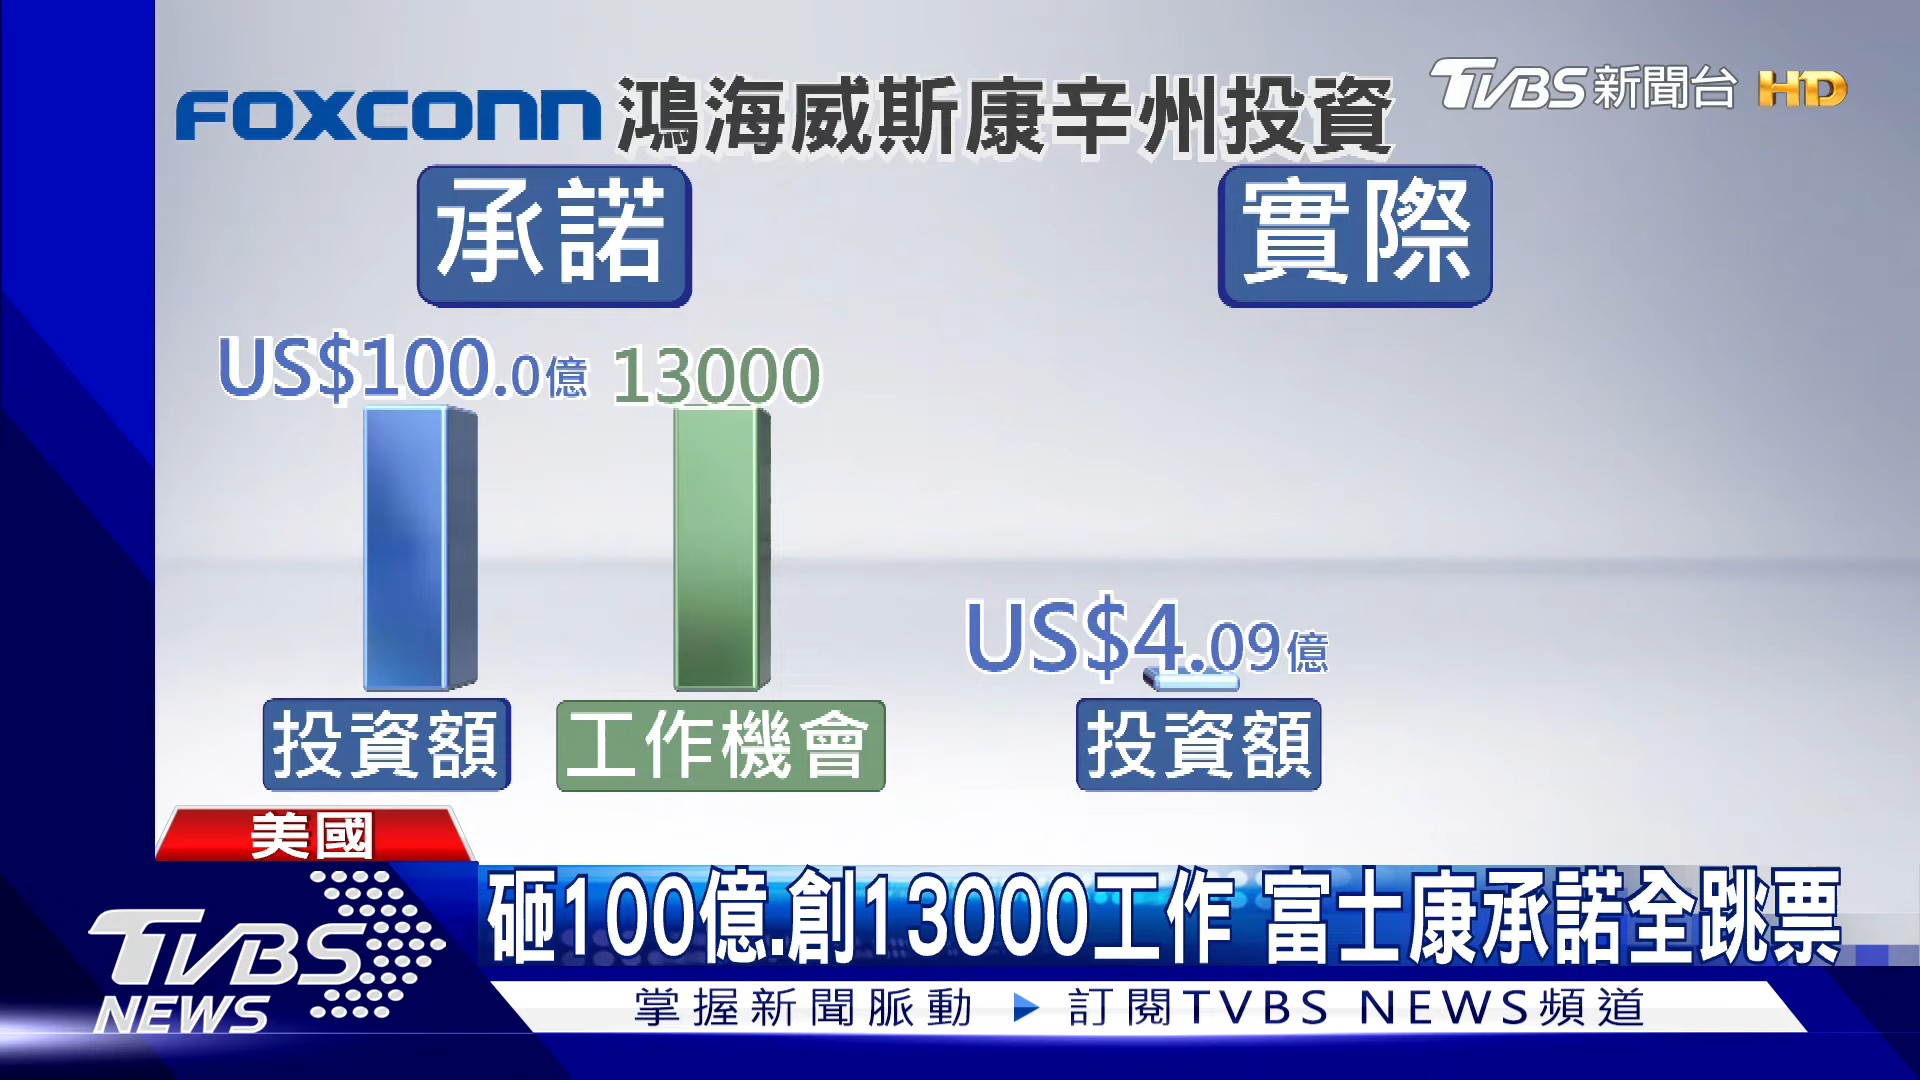 FOXCONN 鴻海威斯康辛州投資
TVBS新聞台 HD
承諾
實際
US$100.0億 13000
US$4.09億
投資額
工作機會
投資額
美國
砸100億.創13000工作 富士康承諾全跳票
TVBS
NEWS
掌握新聞脈動 ▶ 訂閱TVBS NEWS頻道